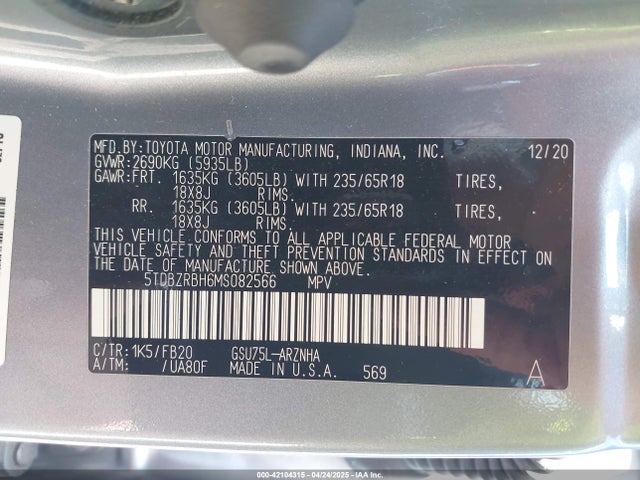 MFD.BY:TOYOTA MOTOR MANUFACTURING, INDIANA, INC. 12/20
GVWR:2690KG (5935LB)
GAWR:FRT. 1635KG (3605LB) WITH 235/65R18 TIRES,
18X8J RIMS.
RR. 1635KG (3605LB) WITH 235/65R18 TIRES,
18X8J RIMS.
THIS VEHICLE CONFORMS TO ALL APPLICABLE FEDERAL MOTOR
VEHICLE SAFETY AND THEFT PREVENTION STANDARDS IN EFFECT ON
THE DATE OF MANUFACTURE SHOWN ABOVE.
5TDBZRBH6MS082566 MPV
C/TR:1K5/FB20 GSU75L-ARZNHA
A/TM: /UA80F MADE IN U.S.A. 569 A
000-42104315 - 04/24/2025 - IAAI.COM